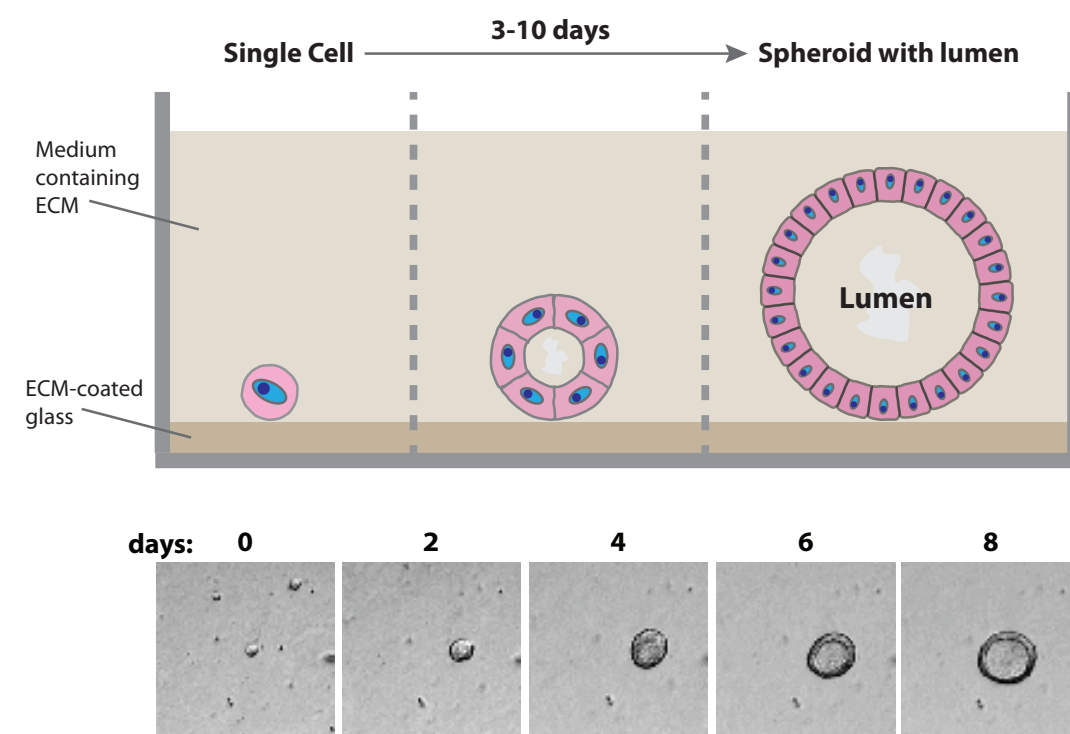 3-10 days
Single Cell
Spheroid with lumen
Medium
containing
ECM
Lumen
ECM-coated
glass
days: 0 2 4 6 8